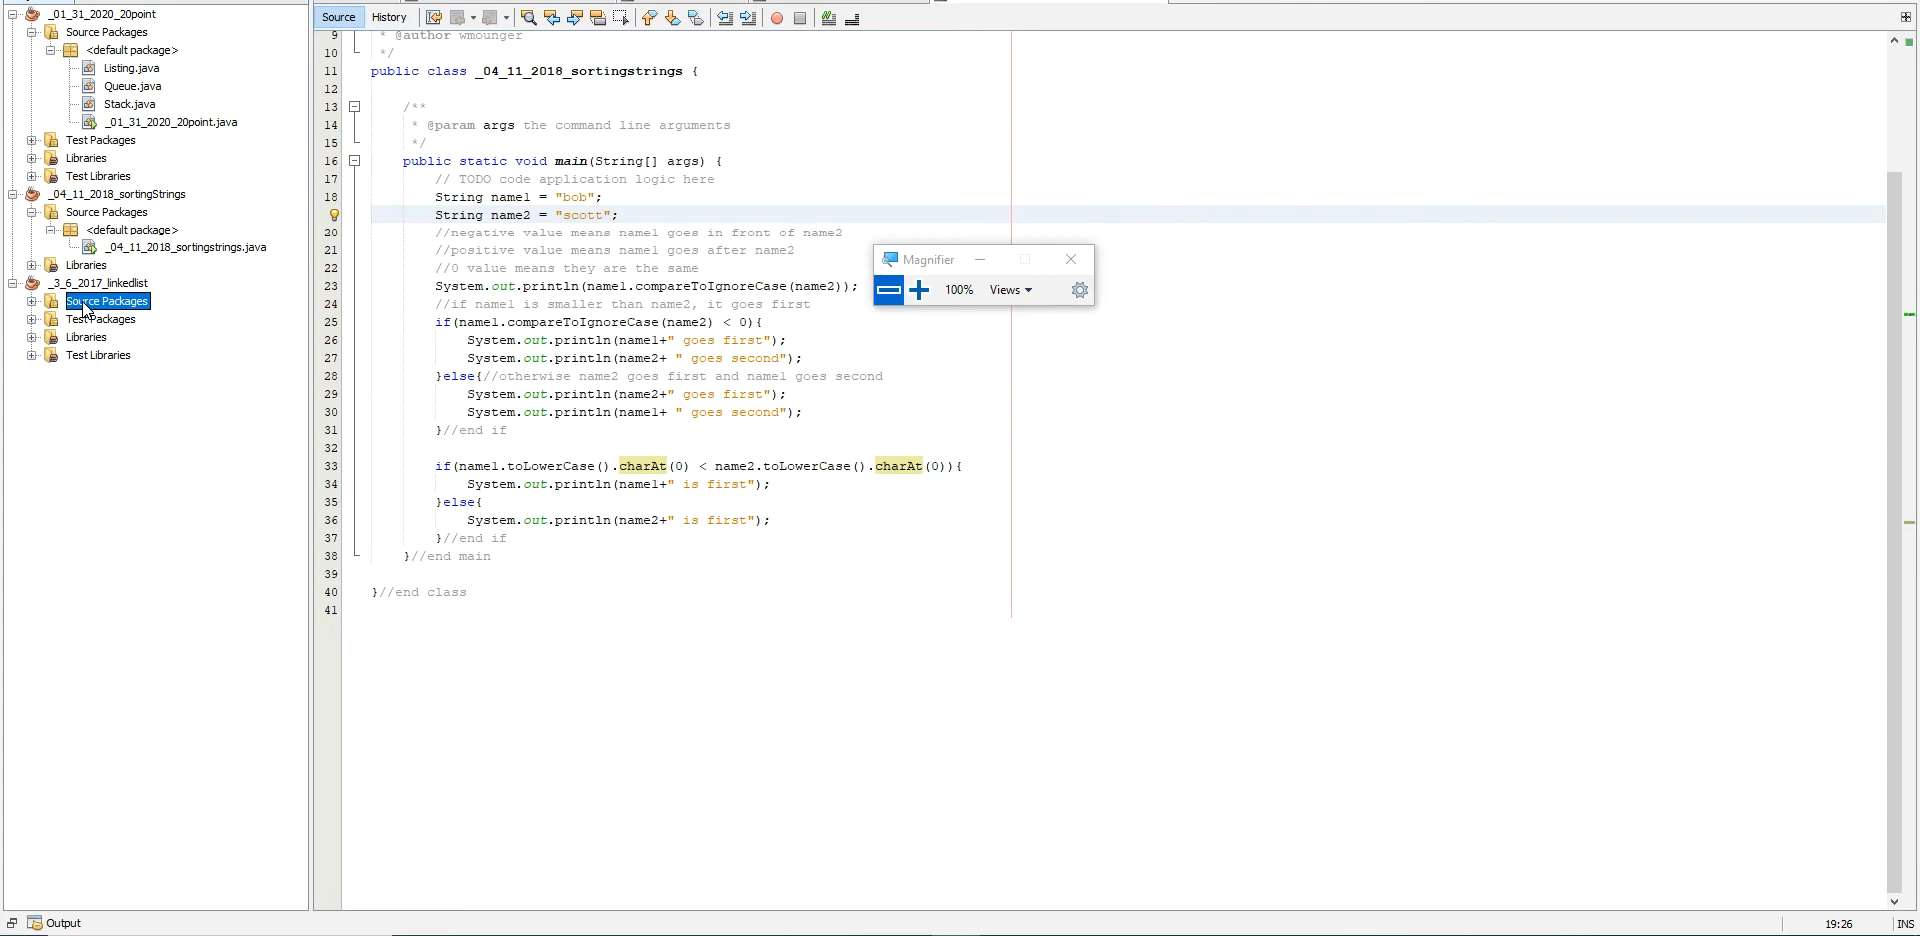 _01_31_2020_20point
Source Packages
<default package>
Listing.java
Queue.java
Stack.java
_01_31_2020_20point.java
Test Packages
Libraries
Test Libraries
_04_11_2018_sortingStrings
Source Packages
<default package>
_04_11_2018_sortingstrings.java
Libraries
_3_6_2017_linkedlist
Source Packages
Test Packages
Libraries
Test Libraries
Source History
9 * @author wmounger
10 */
11 public class _04_11_2018_sortingstrings {
12
13 /**
14 * @param args the command line arguments
15 */
16 public static void main(String[] args) {
17 // TODO code application logic here
18 String name1 = "bob";
String name2 = "scott";
20 //negative value means name1 goes in front of name2
21 //positive value means name1 goes after name2
22 //0 value means they are the same
23 System.out.println(name1.compareToIgnoreCase(name2));
24 //if name1 is smaller than name2, it goes first
25 if(name1.compareToIgnoreCase(name2) < 0){
26 System.out.println(name1+" goes first");
27 System.out.println(name2+ " goes second");
28 }else{//otherwise name2 goes first and name1 goes second
29 System.out.println(name2+" goes first");
30 System.out.println(name1+ " goes second");
31 }//end if
32
33 if(name1.toLowerCase().charAt(0) < name2.toLowerCase().charAt(0)){
34 System.out.println(name1+" is first");
35 }else{
36 System.out.println(name2+" is first");
37 }//end if
38 }//end main
39
40 }//end class
41
Magnifier
100% Views
Output
19:26 INS